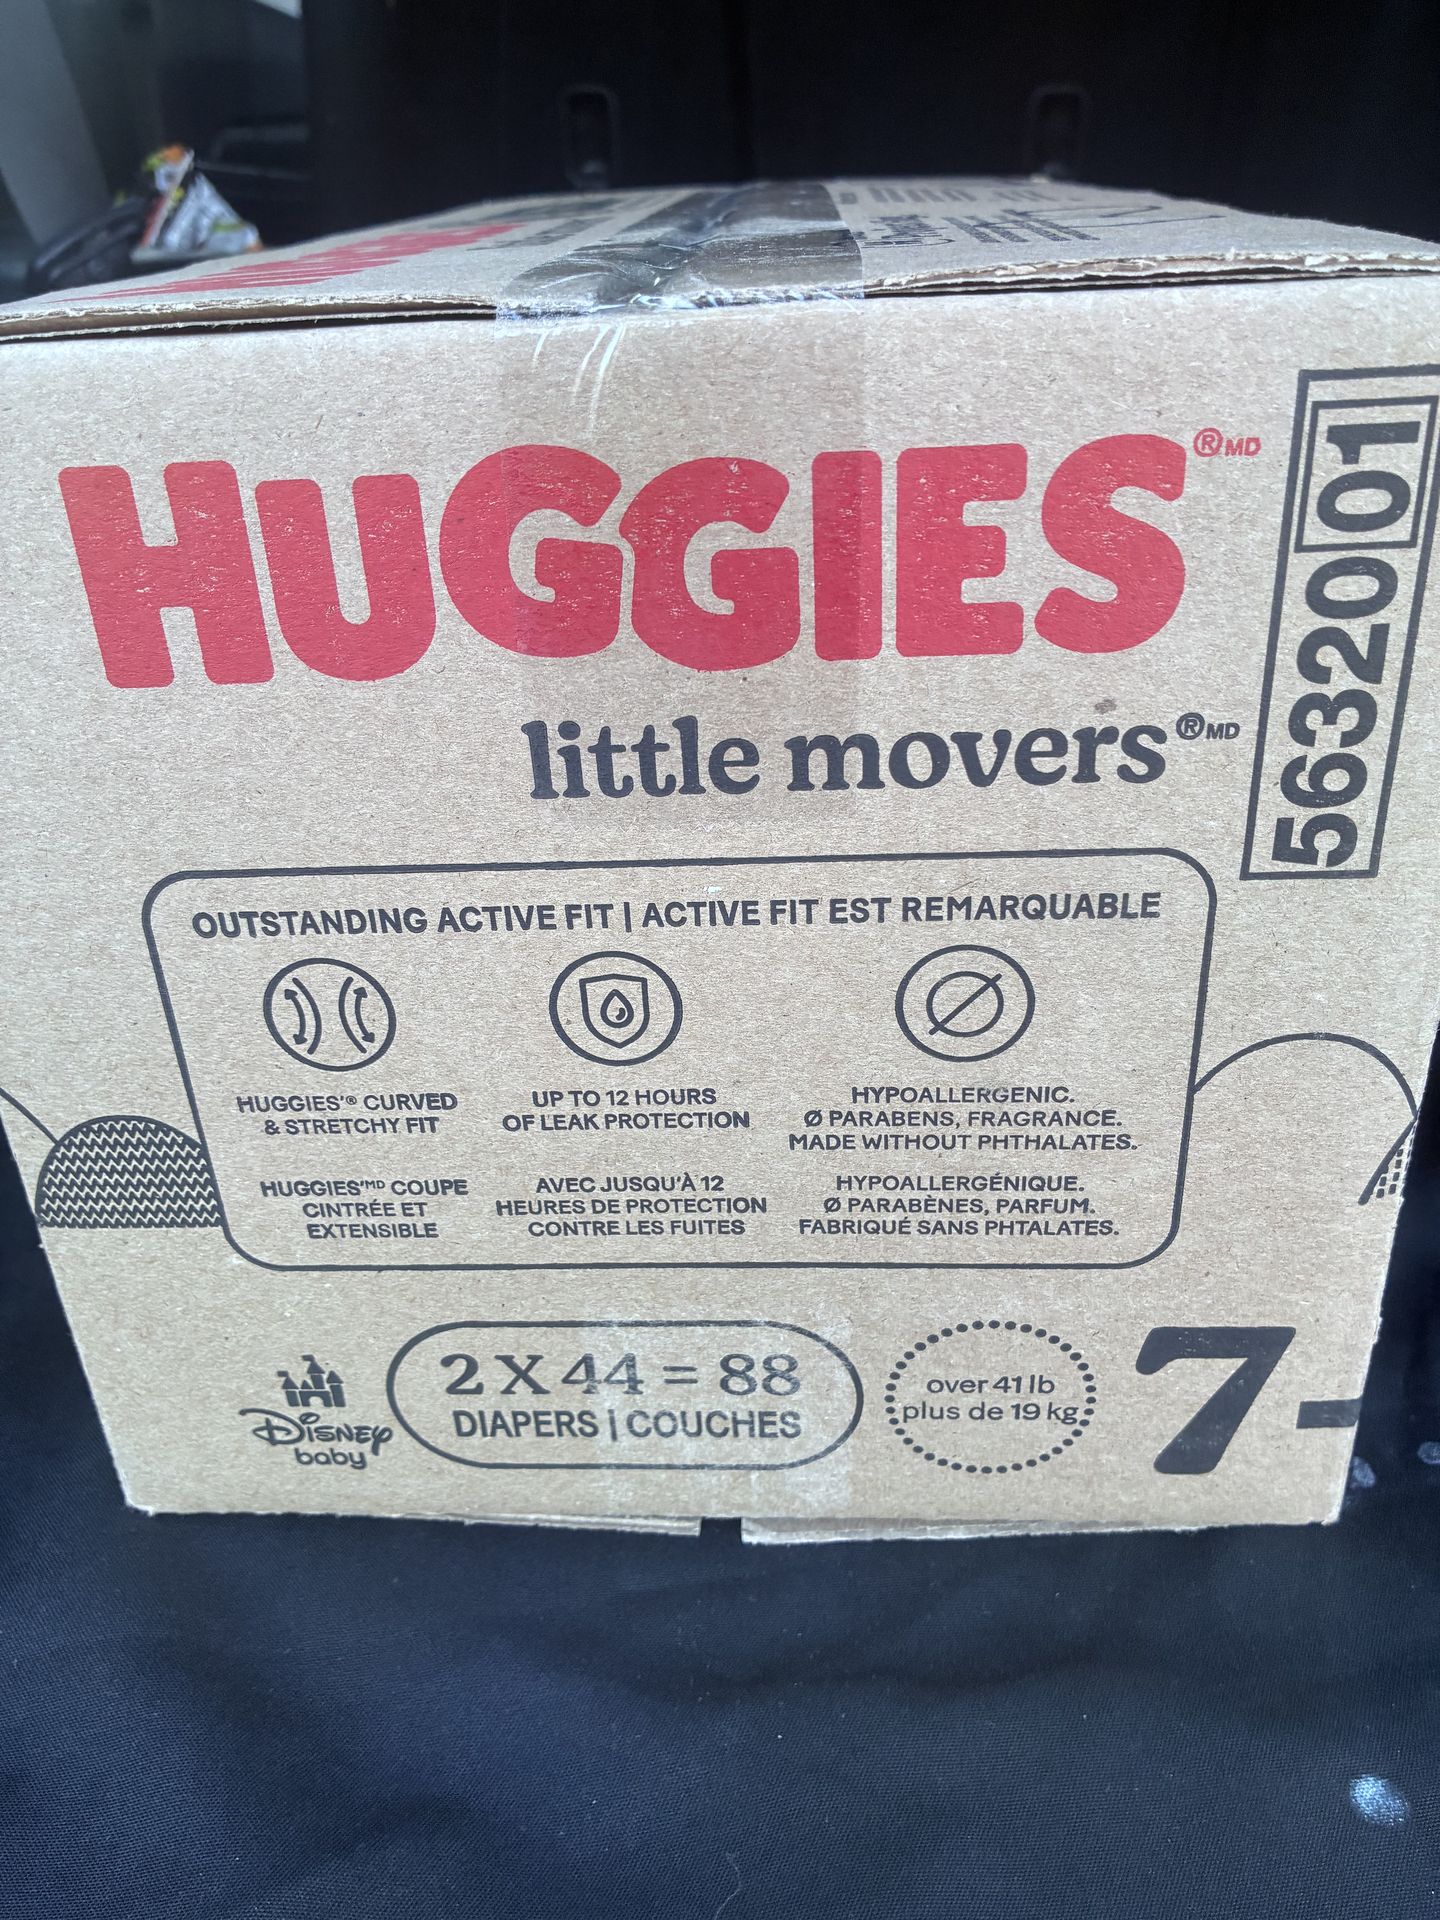 HUGGIES®MD
little movers®MD
5632001
OUTSTANDING ACTIVE FIT | ACTIVE FIT EST REMARQUABLE
HUGGIES'® CURVED
& STRETCHY FIT
HUGGIES'MD COUPE
CINTRÉE ET
EXTENSIBLE
UP TO 12 HOURS
OF LEAK PROTECTION
AVEC JUSQU'À 12
HEURES DE PROTECTION
CONTRE LES FUITES
HYPOALLERGENIC.
Ø PARABENS, FRAGRANCE.
MADE WITHOUT PHTHALATES.
HYPOALLERGÉNIQUE.
Ø PARABÈNES, PARFUM.
FABRIQUÉ SANS PHTALATES.
Disney
baby
2 X 44 = 88
DIAPERS | COUCHES
over 41 lb
plus de 19 kg
7-